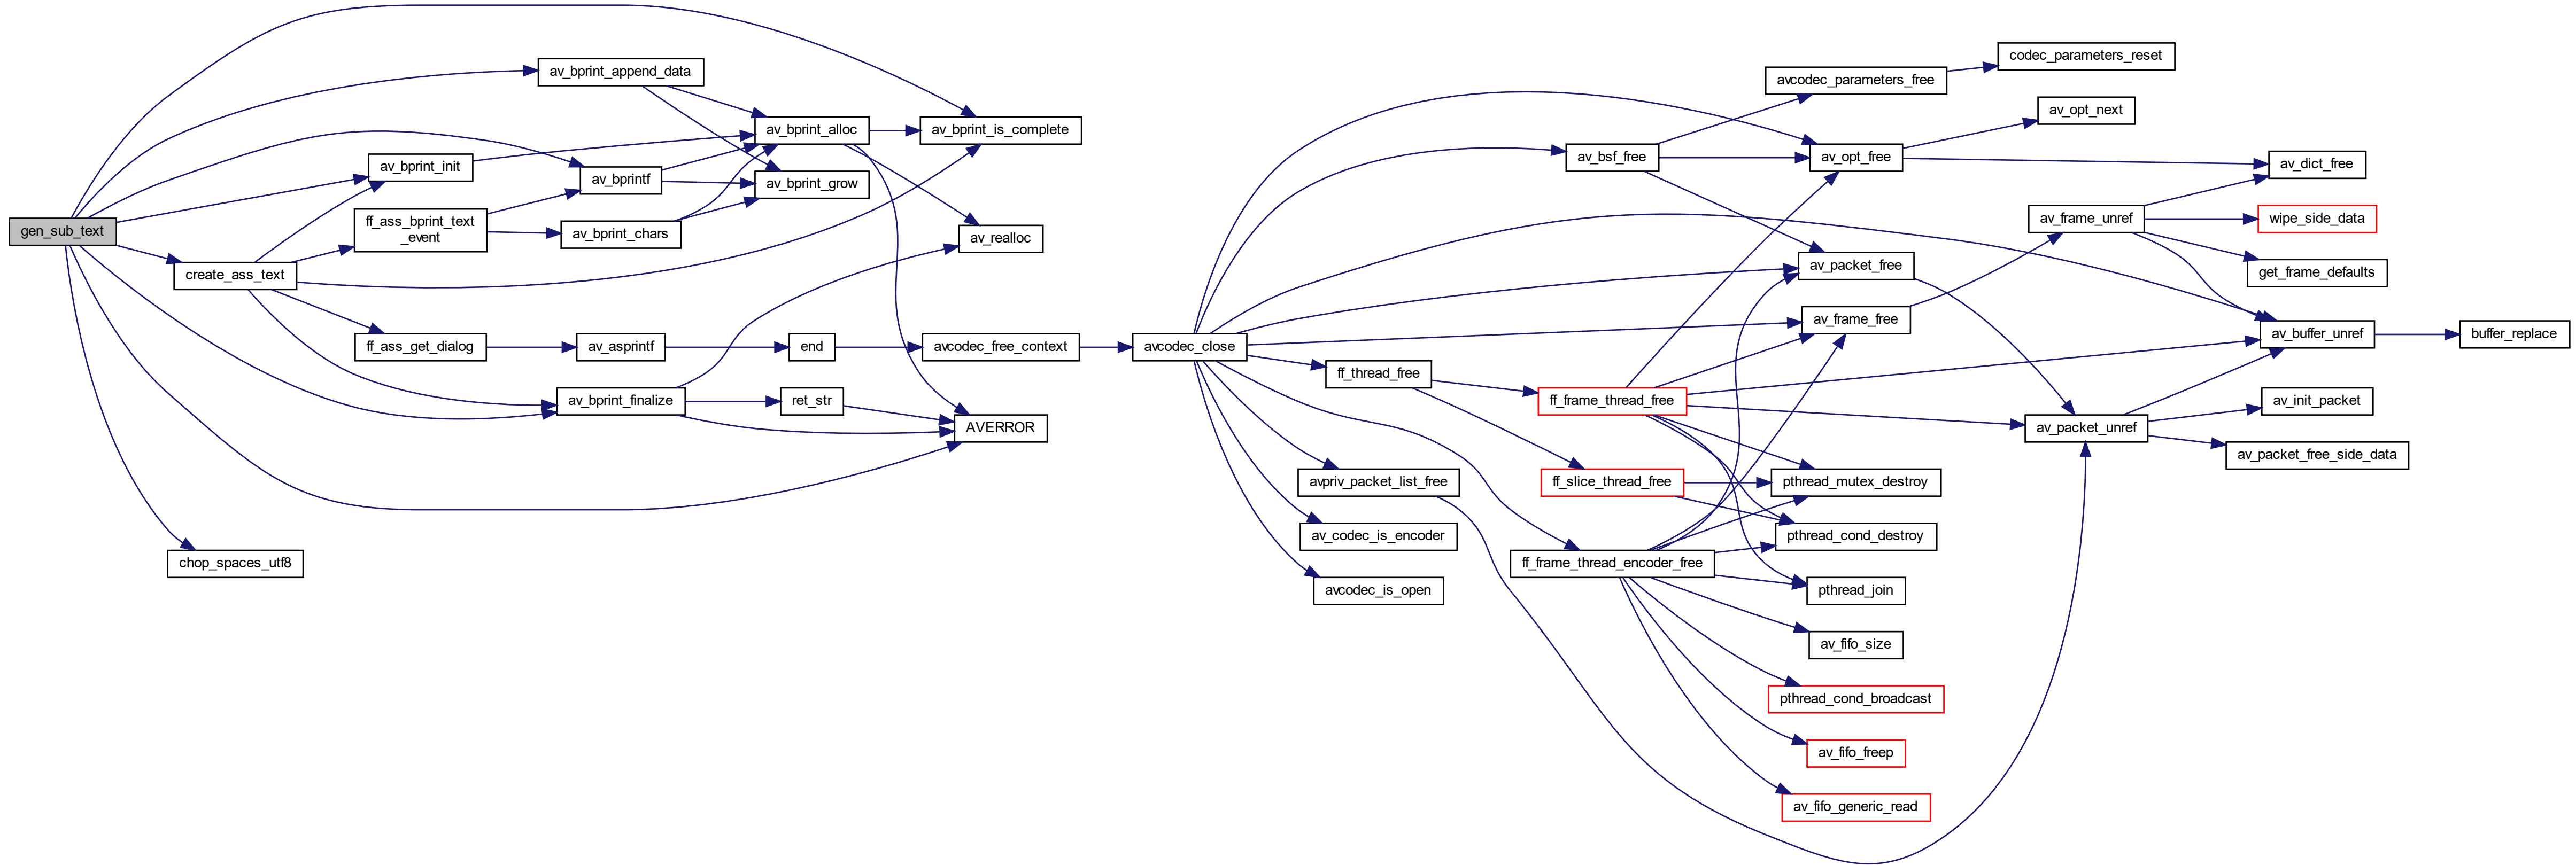 gen_sub_text
av_bprint_append_data
av_bprint_init
ff_ass_bprint_text
_event
create_ass_text
ff_ass_get_dialog
chop_spaces_utf8
av_bprintf
av_bprint_chars
av_asprintf
av_bprint_finalize
av_bprint_alloc
av_bprint_grow
end
ret_str
av_bprint_is_complete
av_realloc
avcodec_free_context
AVERROR
avcodec_close
ff_thread_free
avpriv_packet_list_free
av_codec_is_encoder
avcodec_is_open
av_bsf_free
ff_frame_thread_free
ff_slice_thread_free
ff_frame_thread_encoder_free
avcodec_parameters_free
av_opt_free
av_packet_free
av_frame_free
pthread_mutex_destroy
pthread_cond_destroy
pthread_join
av_fifo_size
pthread_cond_broadcast
av_fifo_freep
av_fifo_generic_read
codec_parameters_reset
av_opt_next
av_frame_unref
av_packet_unref
av_dict_free
wipe_side_data
get_frame_defaults
av_buffer_unref
av_init_packet
av_packet_free_side_data
buffer_replace